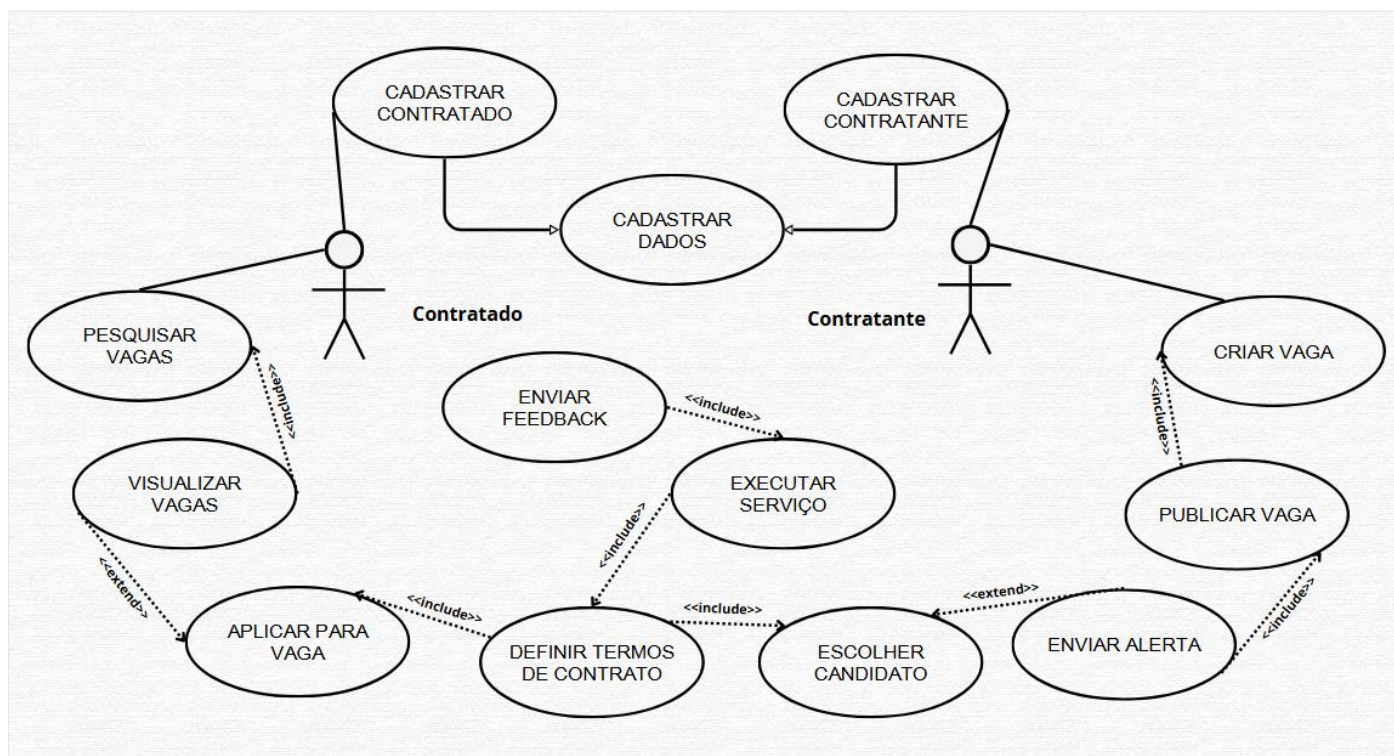 CADASTRAR
CONTRATADO
CADASTRAR
CONTRATANTE
CADASTRAR
DADOS
Contratado
Contratante
PESQUISAR
VAGAS
CRIAR VAGA
ENVIAR
FEEDBACK
<<include>>
<<include>>
<<include>>
VISUALIZAR
VAGAS
EXECUTAR
SERVIÇO
PUBLICAR VAGA
<<include>>
<<extend>>
<<include>>
<<include>>
<<extend>>
<<include>>
APLICAR PARA
VAGA
DEFINIR TERMOS
DE CONTRATO
ESCOLHER
CANDIDATO
ENVIAR ALERTA